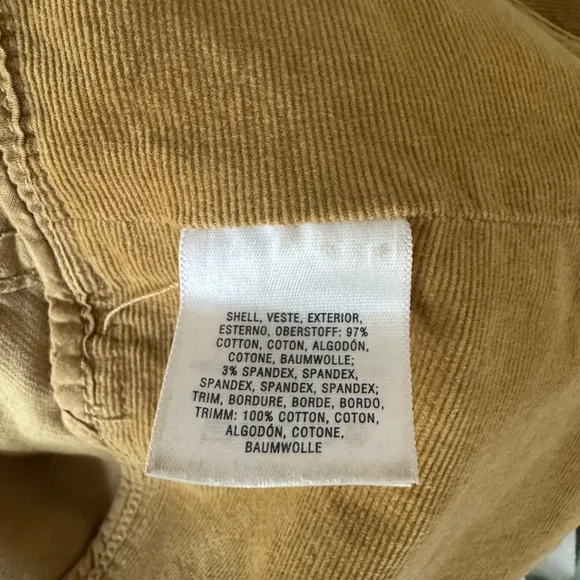 SHELL, VESTE, EXTERIOR,
ESTERNO, OBERSTOFF: 97%
COTTON, COTON, ALGODÓN,
COTONE, BAUMWOLLE;
3% SPANDEX, SPANDEX,
SPANDEX, SPANDEX, SPANDEX;
TRIM, BORDURE, BORDE, BORDO,
TRIMM: 100% COTTON, COTON,
ALGODÓN, COTONE,
BAUMWOLLE